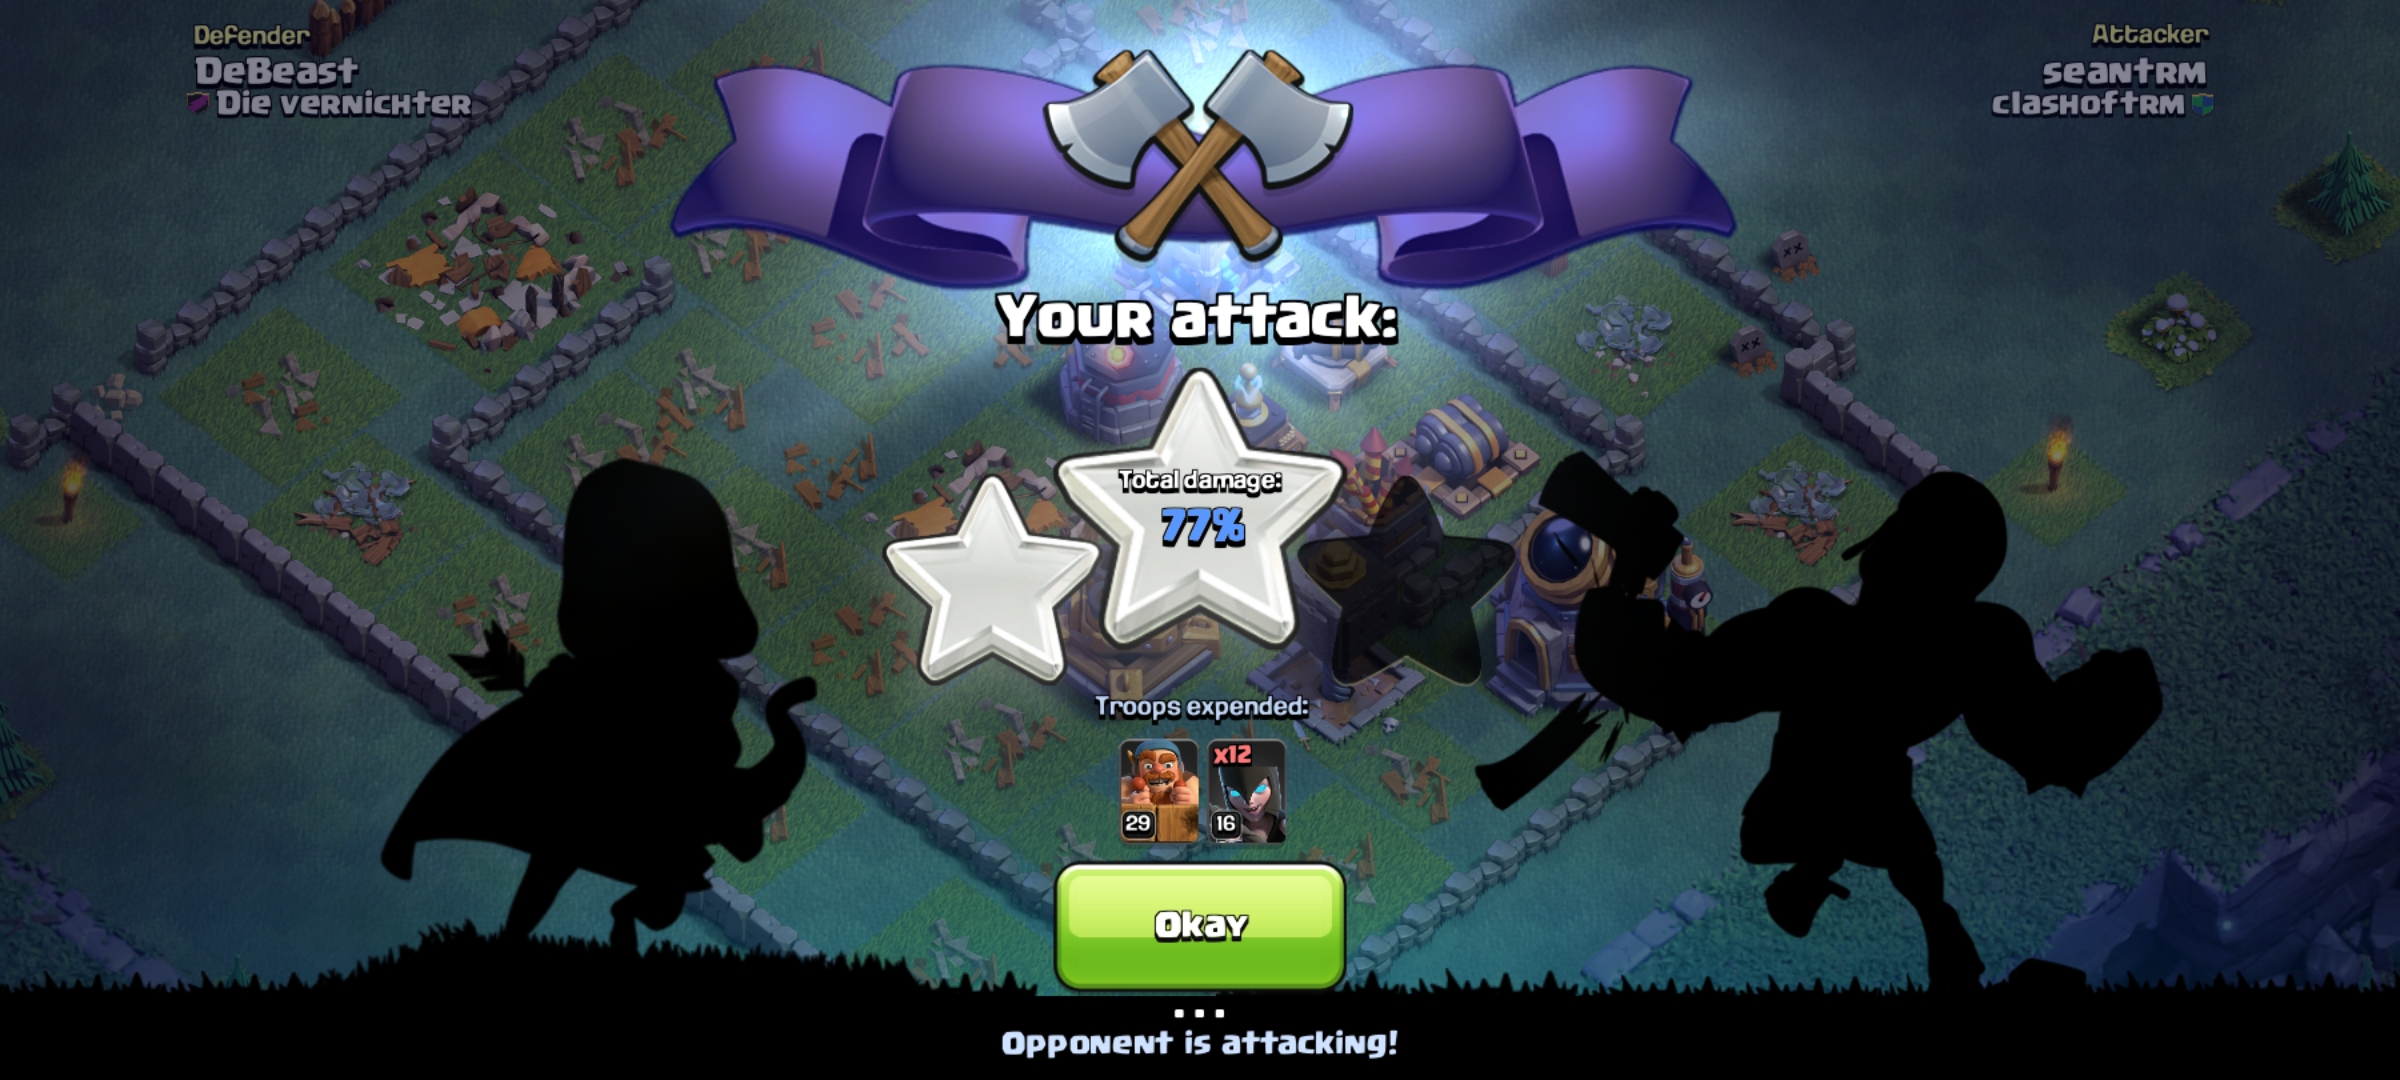 Defender
DeBeast
Die vernichter
Attacker
seantRM
clashoftRM
Your attack:
Total damage:
77%
Troops expended:
x12
29
16
Okay
...
Opponent is attacking!